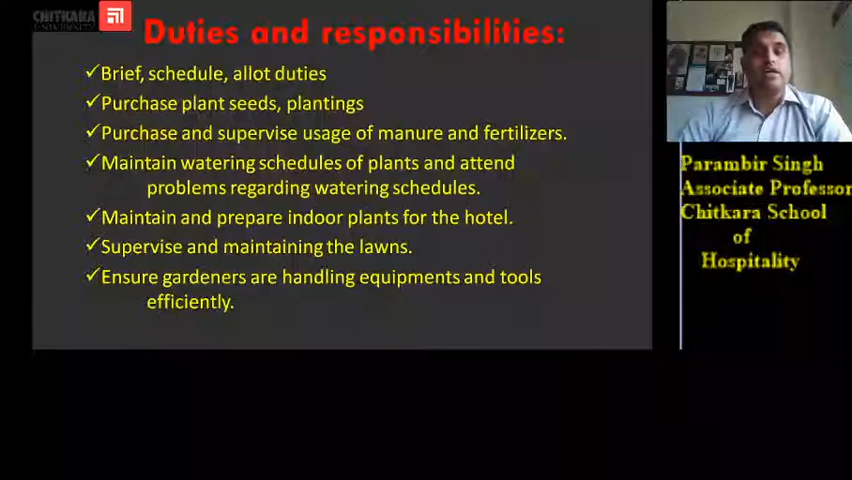 CHITKARA
UNIVERSITY
Duties and responsibilities:
✓Brief, schedule, allot duties
✓Purchase plant seeds, plantings
✓Purchase and supervise usage of manure and fertilizers.
✓Maintain watering schedules of plants and attend
problems regarding watering schedules.
✓Maintain and prepare indoor plants for the hotel.
✓Supervise and maintaining the lawns.
✓Ensure gardeners are handling equipments and tools
efficiently.
Parambir Singh
Associate Professor
Chitkara School
of
Hospitality